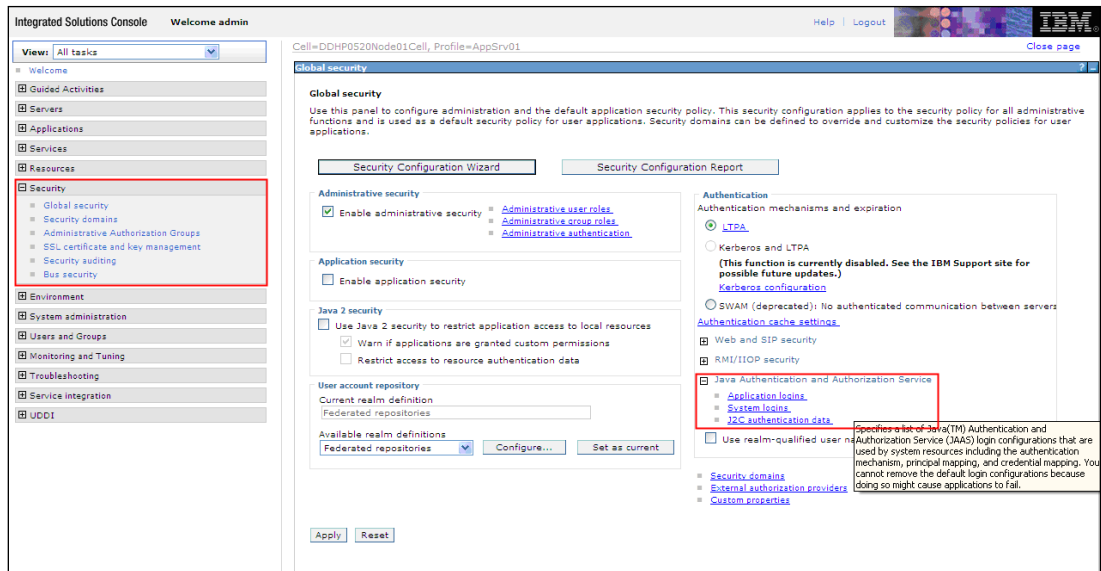 Integrated Solutions Console Welcome admin
Help | Logout
IBM.
View: All tasks
Welcome
Guided Activities
Servers
Applications
Services
Resources
Security
Global security
Security domains
Administrative Authorization Groups
SSL certificate and key management
Security auditing
Bus security
Environment
System administration
Users and Groups
Monitoring and Tuning
Troubleshooting
Service integration
UDDI
Cell=DDHP0520Node01Cell, Profile=AppSrv01
Close page
Global security ? _
Global security
Use this panel to configure administration and the default application security policy. This security configuration applies to the security policy for all administrative
functions and is used as a default security policy for user applications. Security domains can be defined to override and customize the security policies for user
applications.
Security Configuration Wizard
Security Configuration Report
Administrative security
Enable administrative security
Administrative user roles
Administrative group roles
Administrative authentication
Application security
Enable application security
Java 2 security
Use Java 2 security to restrict application access to local resources
Warn if applications are granted custom permissions
Restrict access to resource authentication data
User account repository
Current realm definition
Federated repositories
Available realm definitions
Federated repositories
Configure...
Set as current
Authentication
Authentication mechanisms and expiration
LTPA
Kerberos and LTPA
(This function is currently disabled. See the IBM Support site for
possible future updates.)
Kerberos configuration
SWAM (deprecated): No authenticated communication between servers
Authentication cache settings
Web and SIP security
RMI/IIOP security
Java Authentication and Authorization Service
Application logins
System logins
J2C authentication data
Use realm-qualified user
Specifies a list of Java(TM) Authentication and
Authorization Service (JAAS) login configurations that are
used by system resources including the authentication
mechanism, principal mapping, and credential mapping. You
cannot remove the default login configurations because
doing so might cause applications to fail.
Security domains
External authorization providers
Custom properties
Apply
Reset